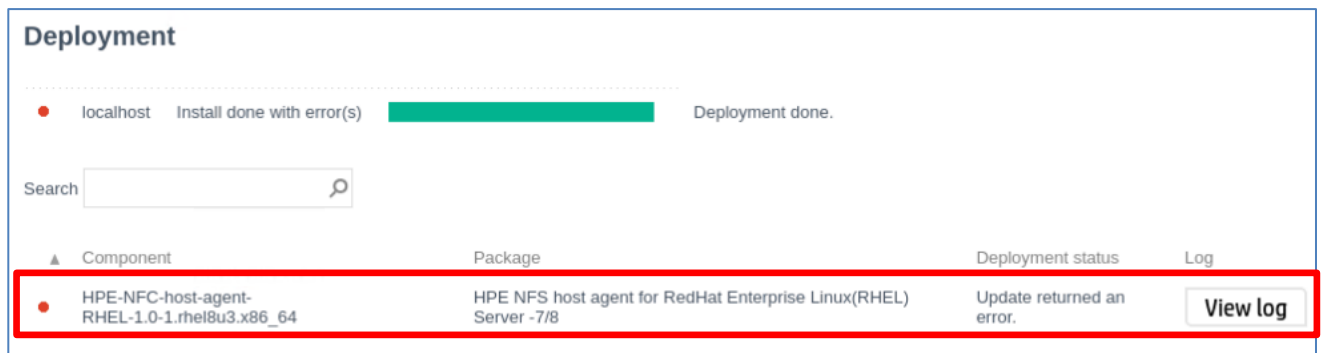 Deployment
localhost Install done with error(s) Deployment done.
Search
Component Package Deployment status Log
HPE-NFC-host-agent- HPE NFS host agent for RedHat Enterprise Linux(RHEL) Update returned an View log
RHEL-1.0-1.rhel8u3.x86_64 Server -7/8 error.